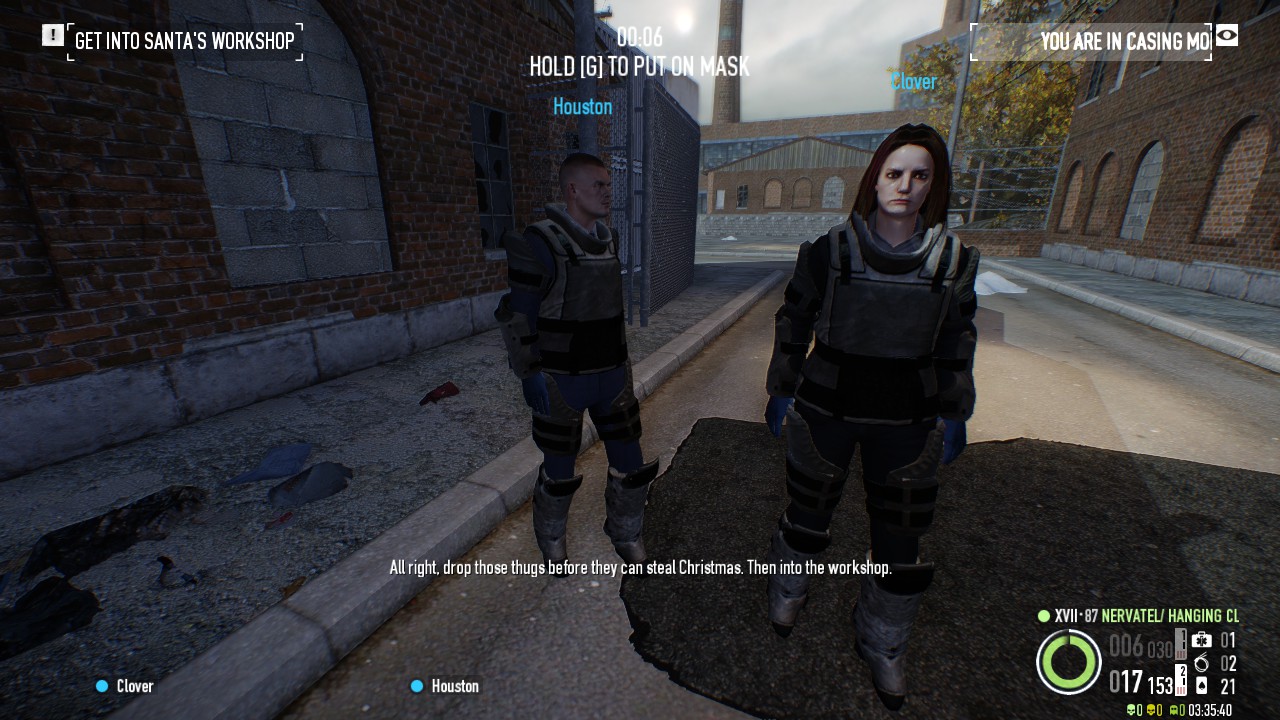 !
GET INTO SANTA'S WORKSHOP
00:06
HOLD [G] TO PUT ON MASK
YOU ARE IN CASING MO
Houston
Clover
All right, drop those thugs before they can steal Christmas. Then into the workshop.
Clover
Houston
XVII·87 NERVATEL/ HANGING CL
006 030 1 01
02
017 153 2 21
0 0 0 03:35:40